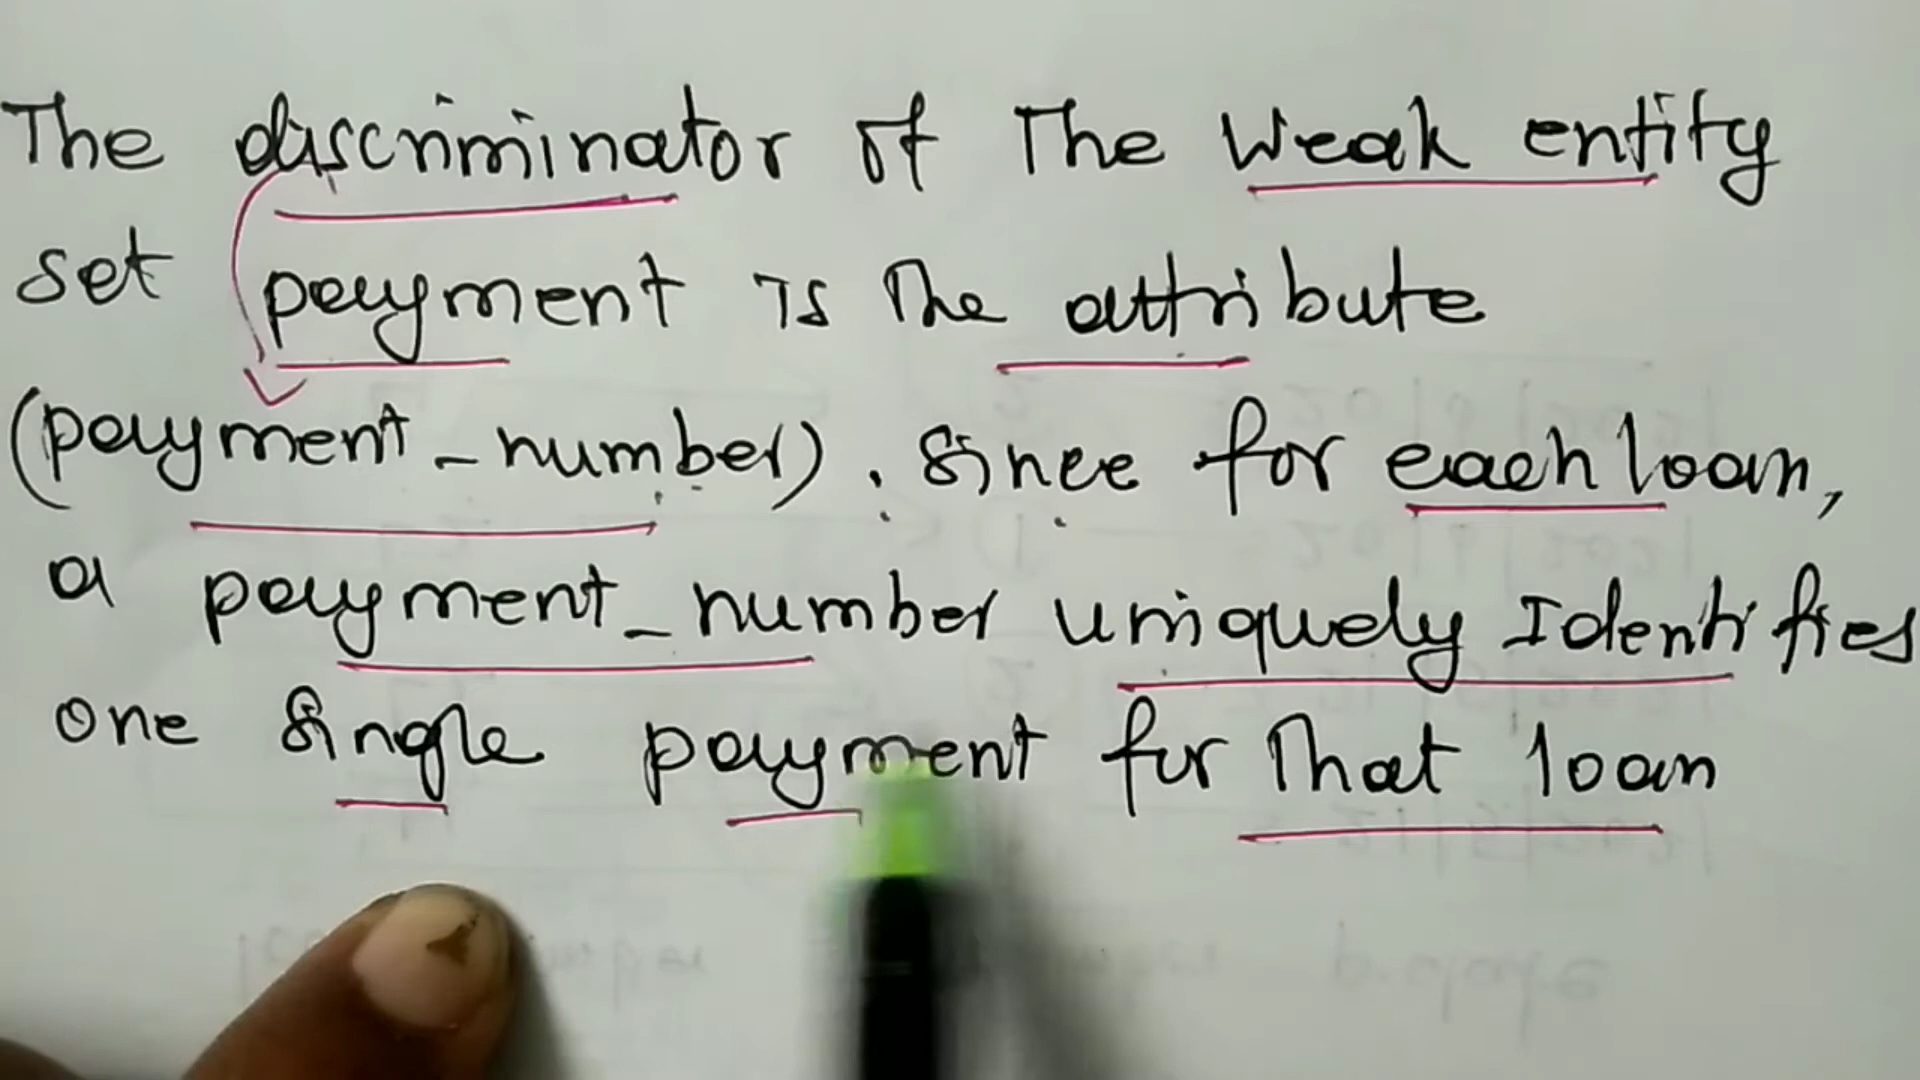 The discriminator of The Weak entity
set payment is The attribute
(payment_number). Since for each loan,
a payment_number uniquely Identifies
one single payment for That loan